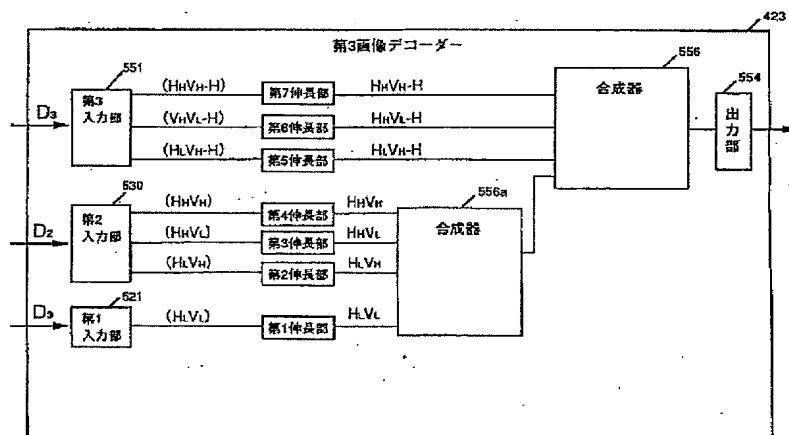 423
第3画像デコーダー
551
556
554
D₃
第3
入力部
(HHVH-H)
第7伸長部
HHVH-H
(VHVL-H)
第6伸長部
HHVL-H
(HLVH-H)
第5伸長部
HLVH-H
合成器
出
力
部
530
556a
D₂
第2
入力部
(HHVH)
第4伸長部
HHVH
(HHVL)
第3伸長部
HHVL
(HLVH)
第2伸長部
HLVH
合成器
521
D₃
第1
入力部
(HLVL)
第1伸長部
HLVL